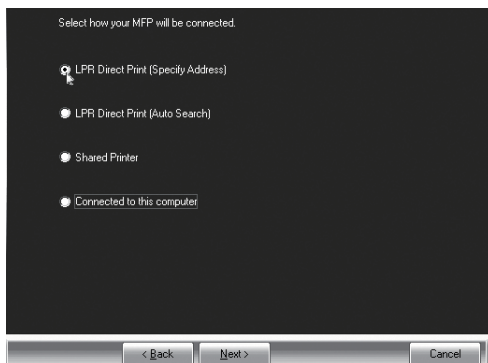 Select how your MFP will be connected.
LPR Direct Print (Specify Address)
LPR Direct Print (Auto Search)
Shared Printer
Connected to this computer
< Back Next > Cancel